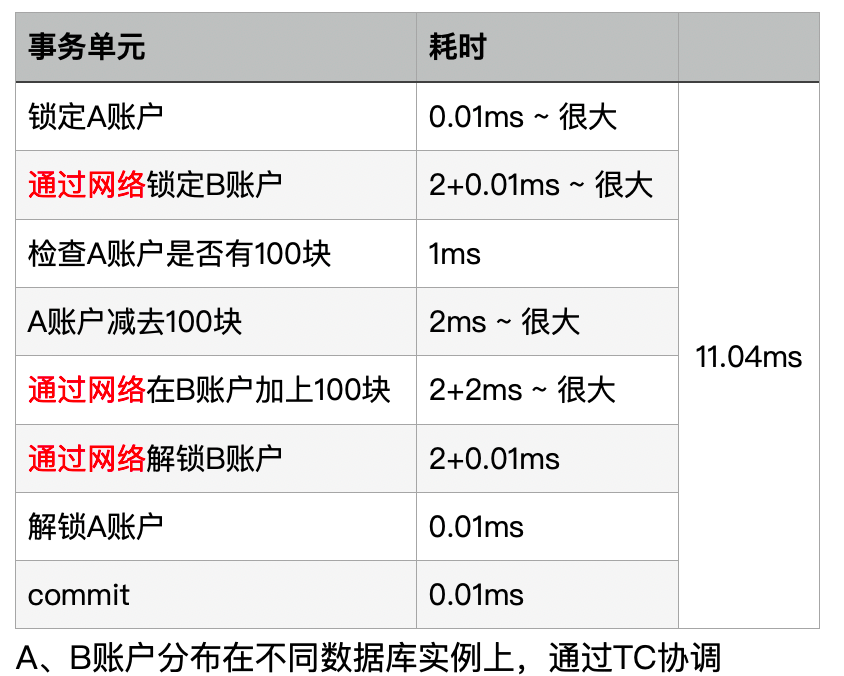 事务单元 耗时
锁定A账户 0.01ms ~ 很大
通过网络锁定B账户 2+0.01ms ~ 很大
检查A账户是否有100块 1ms
A账户减去100块 2ms ~ 很大
11.04ms
通过网络在B账户加上100块 2+2ms ~ 很大
通过网络解锁B账户 2+0.01ms
解锁A账户 0.01ms
commit 0.01ms
A、B账户分布在不同数据库实例上，通过TC协调